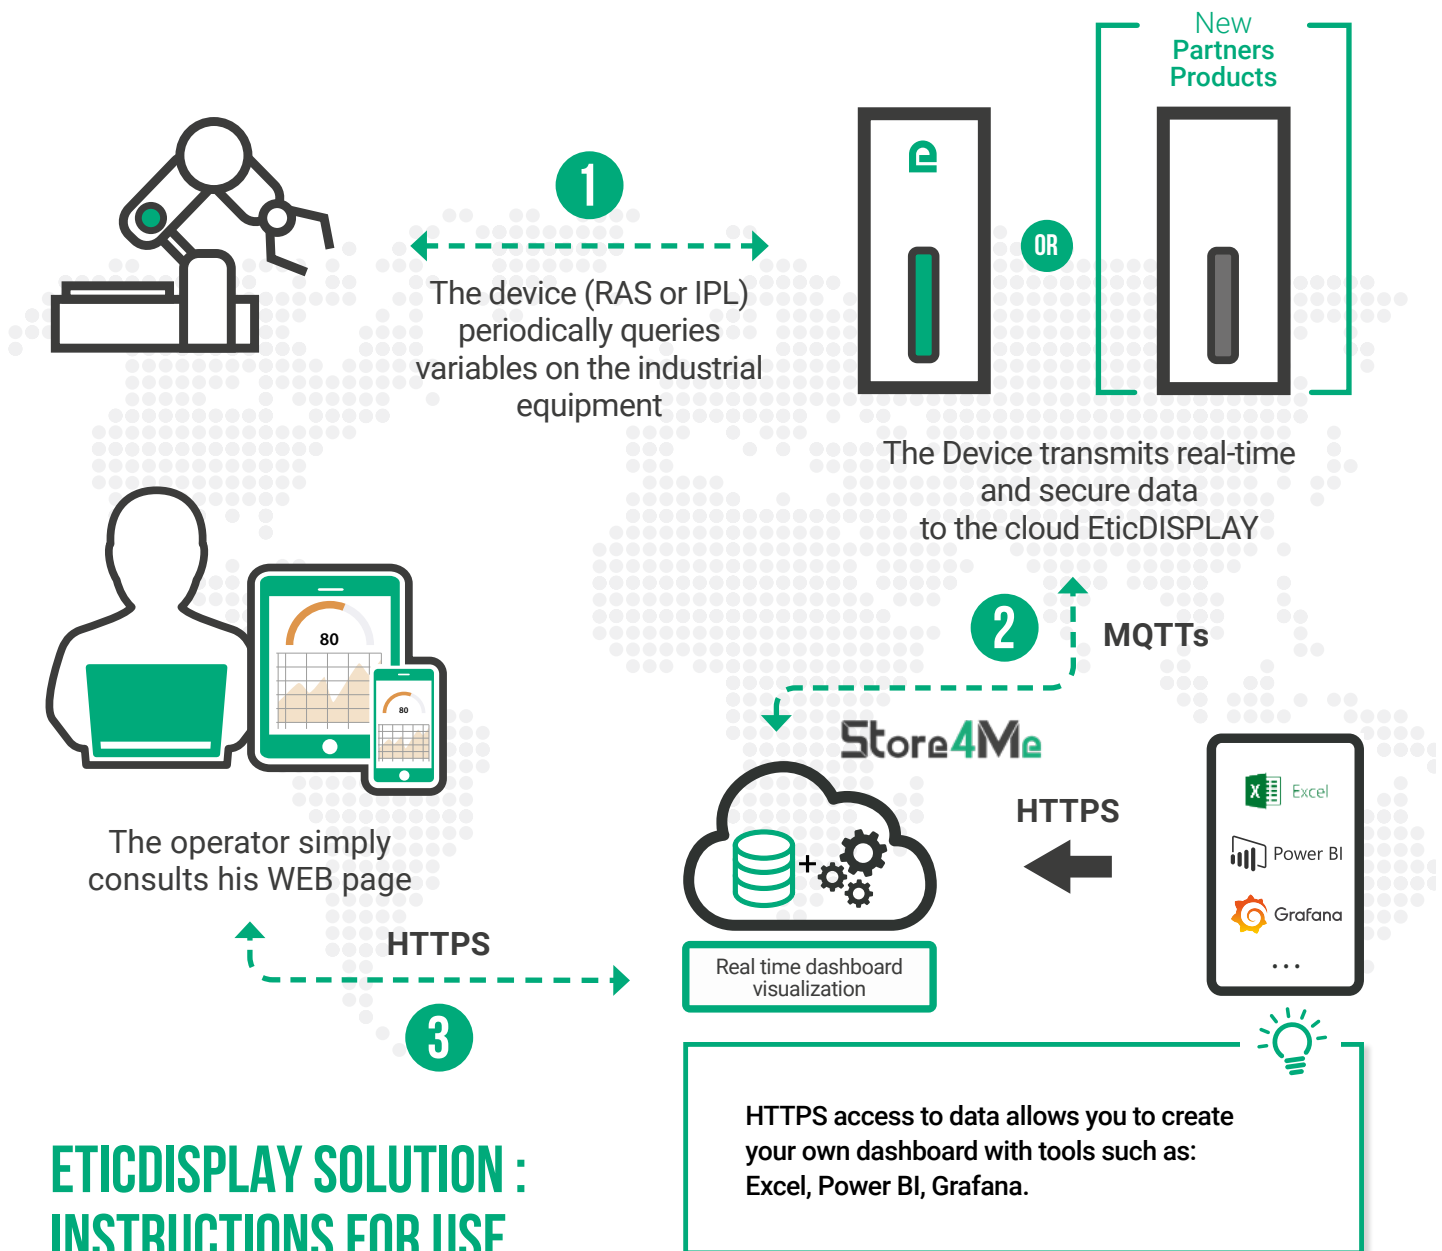 New
Partners
Products
1
OR
The device (RAS or IPL)
periodically queries
variables on the industrial
equipment
The Device transmits real-time
and secure data
to the cloud EticDISPLAY
2
MQTTs
80
80
Store4Me
HTTPS
Excel
Power BI
Grafana
...
The operator simply
consults his WEB page
HTTPS
3
Real time dashboard
visualization
HTTPS access to data allows you to create
your own dashboard with tools such as:
Excel, Power BI, Grafana.
ETICDISPLAY SOLUTION :
INSTRUCTIONS FOR USE